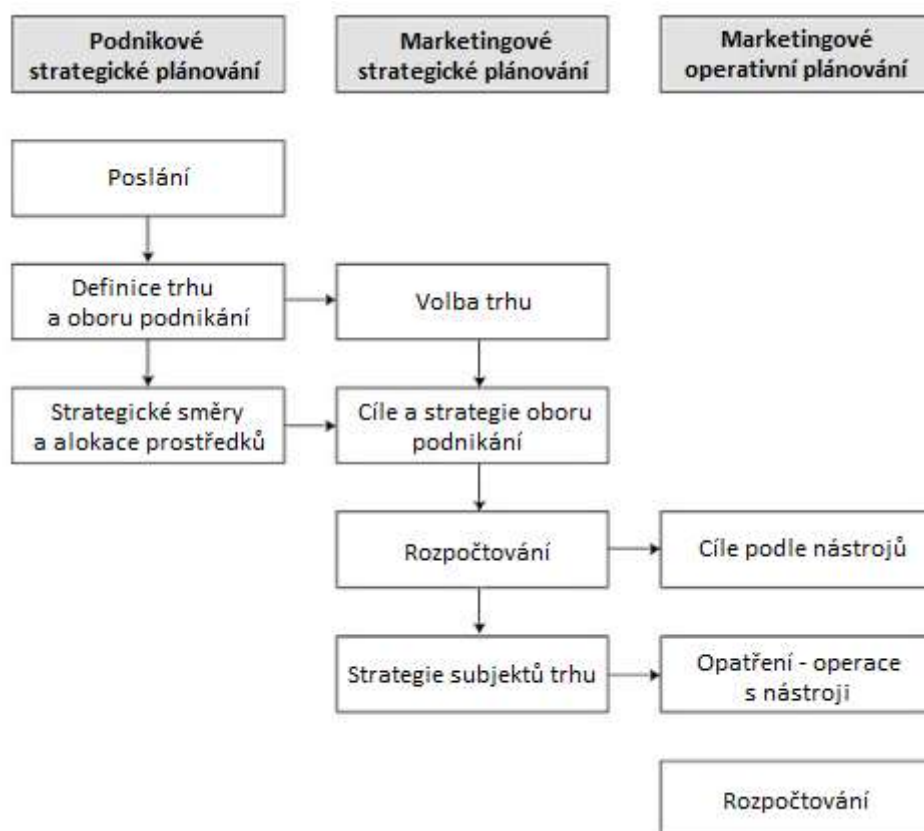 Podnikové
strategické plánování
Marketingové
strategické plánování
Marketingové
operativní plánování
Poslání
Definice trhu
a oboru podnikání
Volba trhu
Strategické směry
a alokace prostředků
Cíle a strategie oboru
podnikání
Rozpočtování
Cíle podle nástrojů
Strategie subjektů trhu
Opatření - operace
s nástroji
Rozpočtování